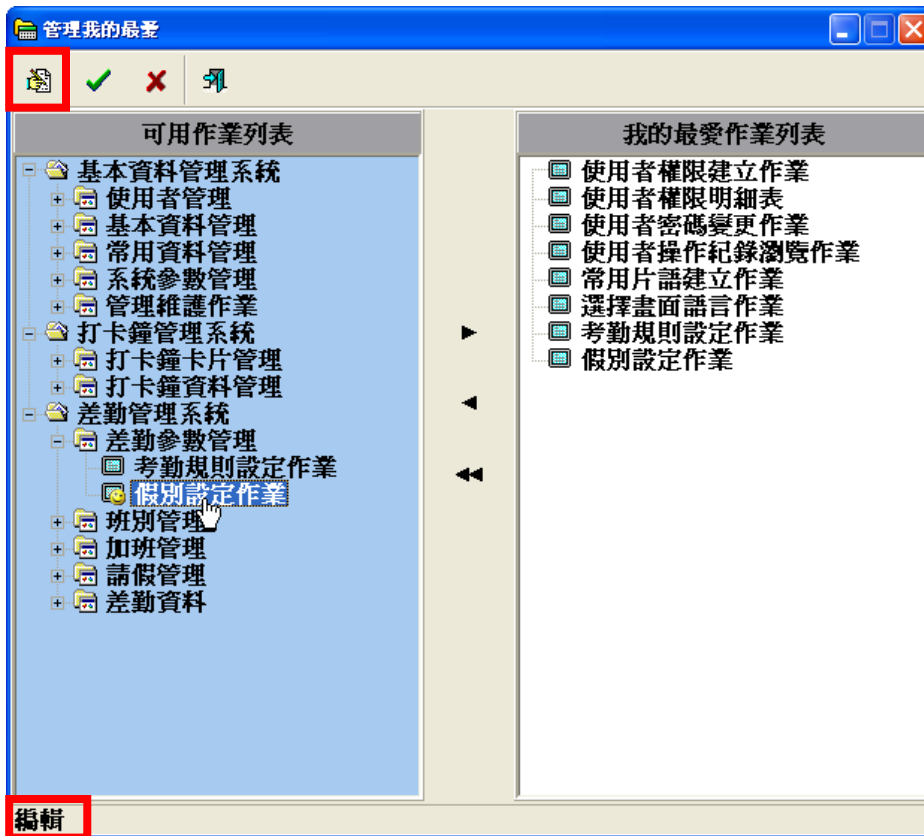 管理我的最愛
可用作業列表
基本資料管理系統
使用者管理
基本資料管理
常用資料管理
系統參數管理
管理維護作業
打卡鐘管理系統
打卡鐘卡片管理
打卡鐘資料管理
差勤管理系統
差勤參數管理
考勤規則設定作業
假別設定作業
班別管理
加班管理
請假管理
差勤資料
我的最愛作業列表
使用者權限建立作業
使用者權限明細表
使用者密碼變更作業
使用者操作紀錄瀏覽作業
常用片語建立作業
選擇畫面語言作業
考勤規則設定作業
假別設定作業
編輯